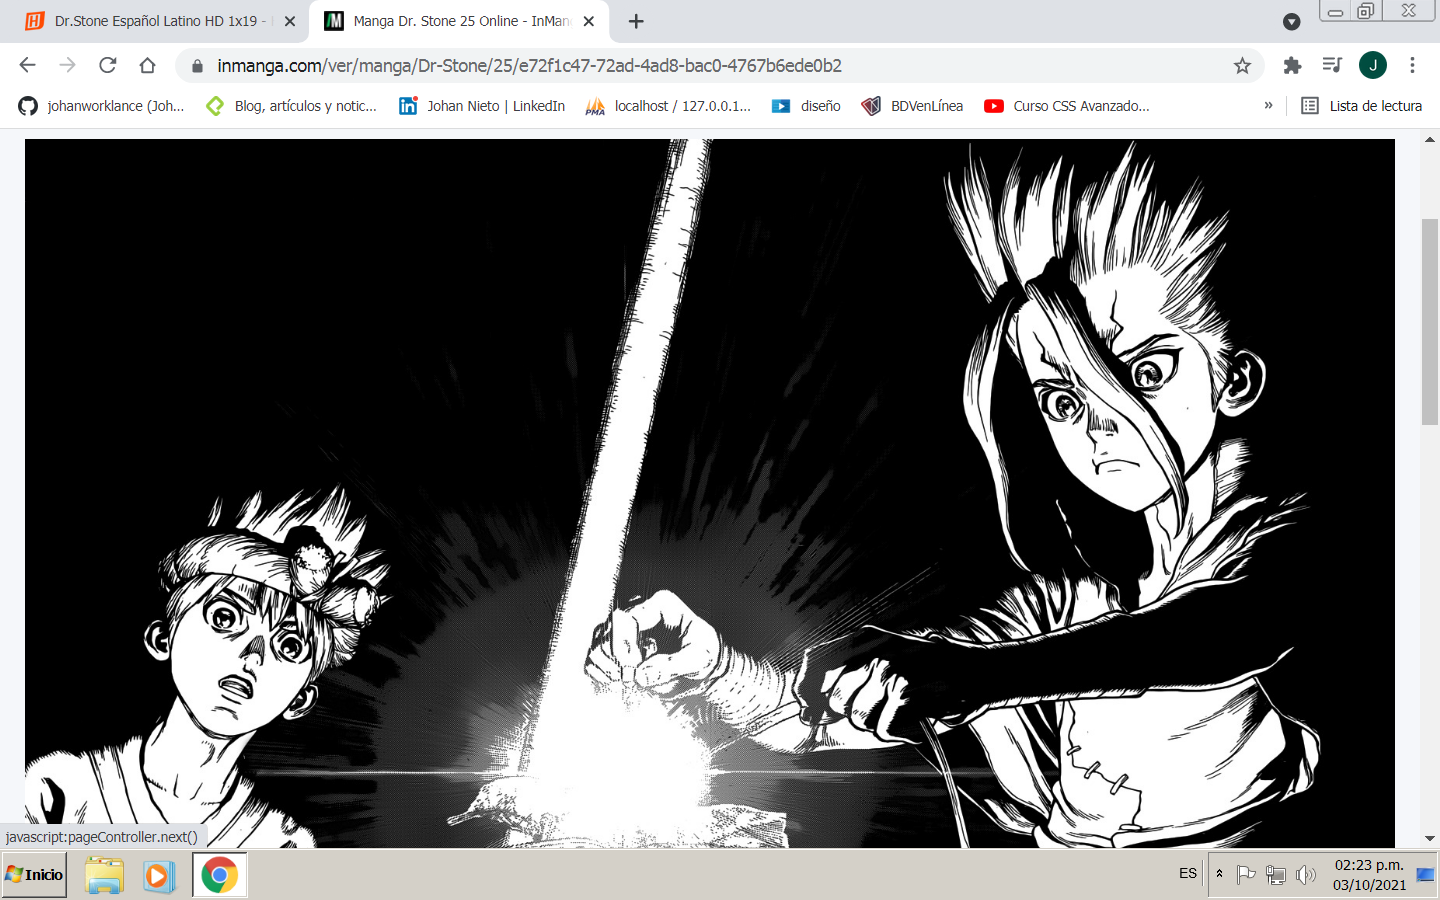 Dr.Stone Español Latino HD 1x19 -
Manga Dr. Stone 25 Online - InMan
inmanga.com/ver/manga/Dr-Stone/25/e72f1c47-72ad-4ad8-bac0-4767b6ede0b2
J
johanworklance (Joh...
Blog, artículos y notic...
Johan Nieto | LinkedIn
localhost / 127.0.0.1...
diseño
BDVenLínea
Curso CSS Avanzado...
»
Lista de lectura
javascript:pageController.next()
Inicio
ES
02:23 p.m.
03/10/2021